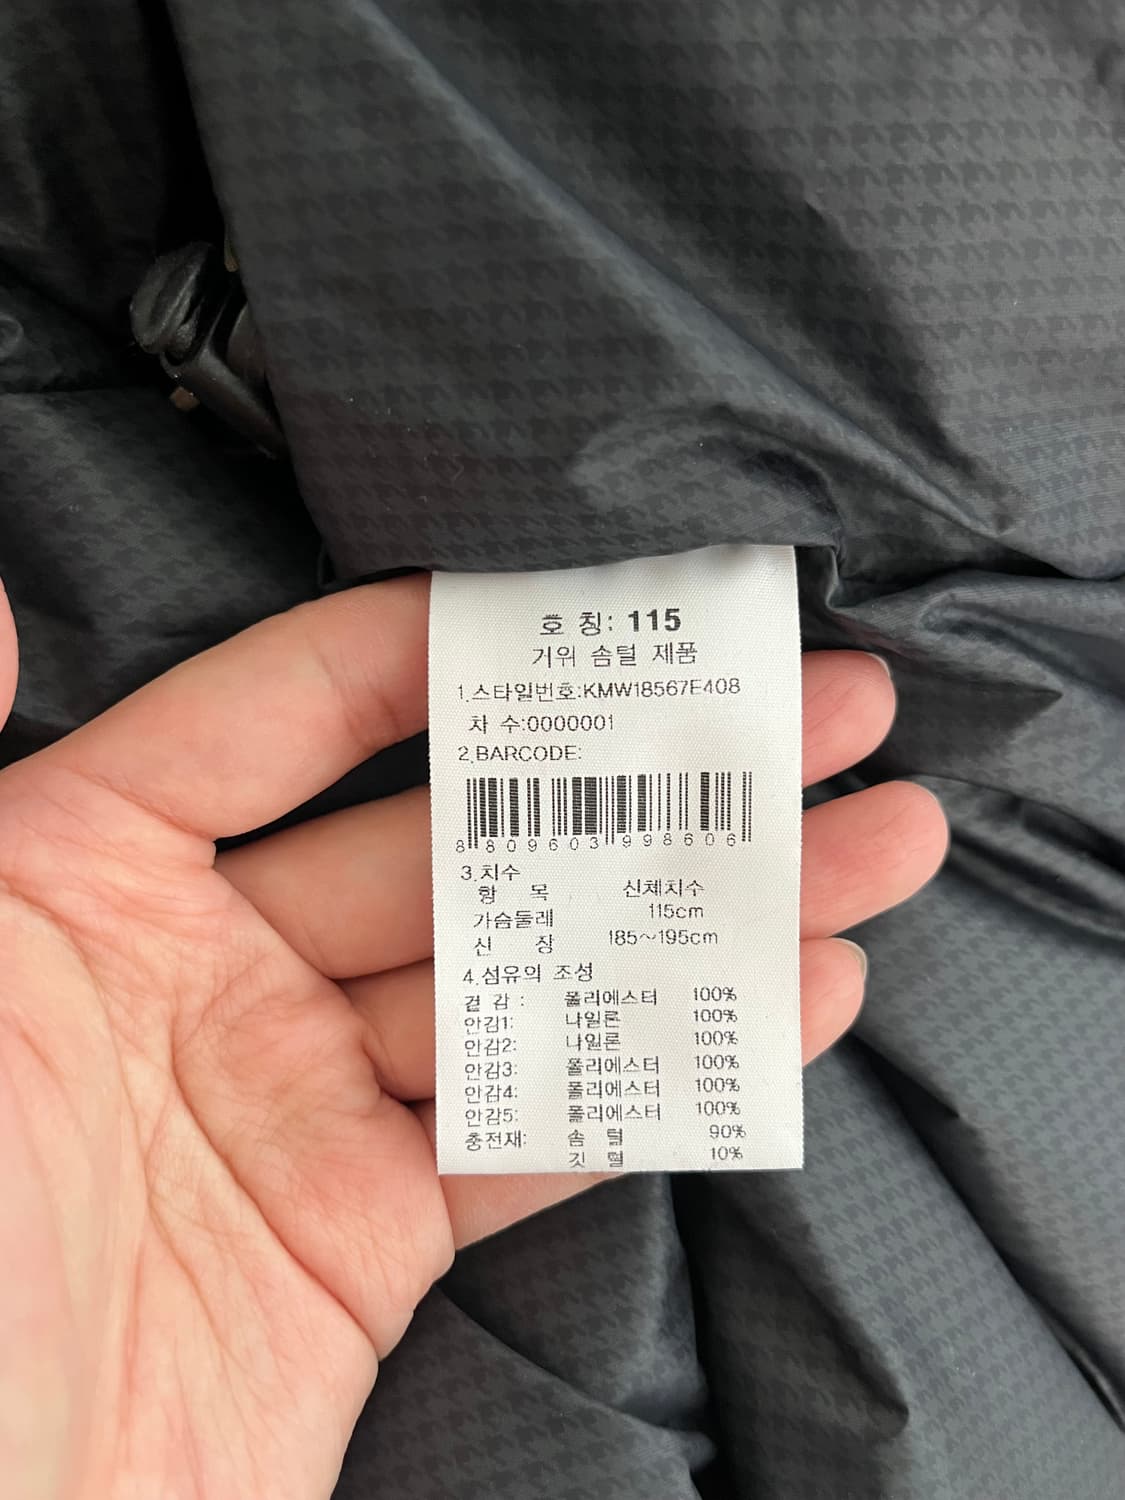 호 칭: 115
거위 솜털 제품
1.스타일번호:KMW18567E408
차 수:0000001
2.BARCODE:
8 809603 998606
3.치수
항 목 신체치수
가슴둘레 115cm
신 장 185~195cm
4.섬유의 조성
겉 감 : 폴리에스터 100%
안감1: 나일론 100%
안감2: 나일론 100%
안감3: 폴리에스터 100%
안감4: 폴리에스터 100%
안감5: 폴리에스터 100%
충전재: 솜 털 90%
깃 털 10%